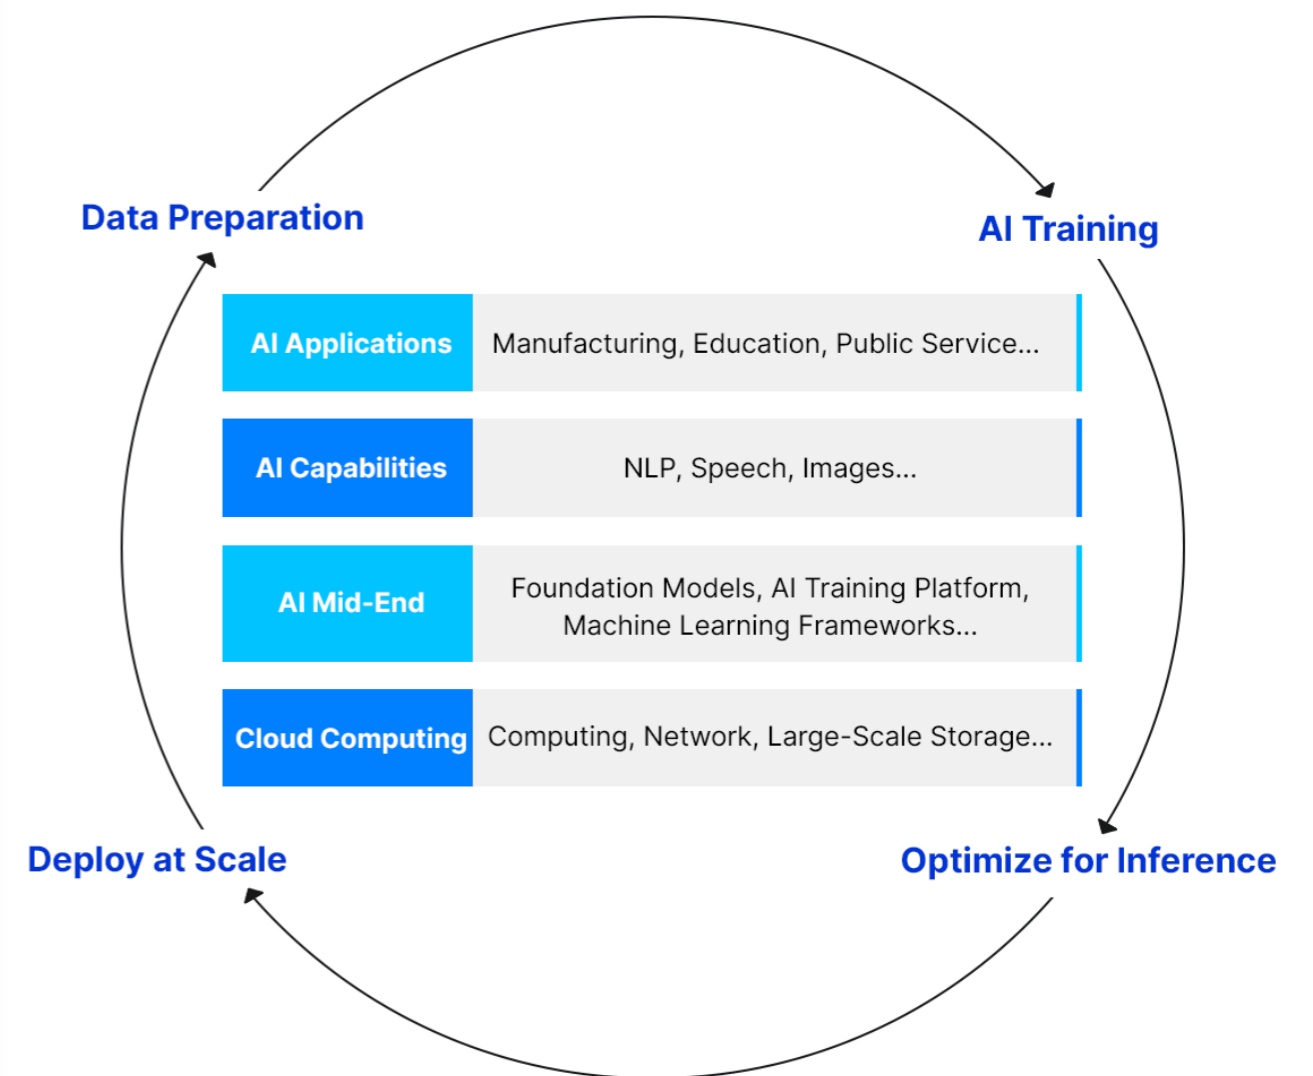 Data Preparation
AI Training
AI Applications
Manufacturing, Education, Public Service...
AI Capabilities
NLP, Speech, Images...
AI Mid-End
Foundation Models, AI Training Platform,
Machine Learning Frameworks...
Cloud Computing
Computing, Network, Large-Scale Storage...
Deploy at Scale
Optimize for Inference